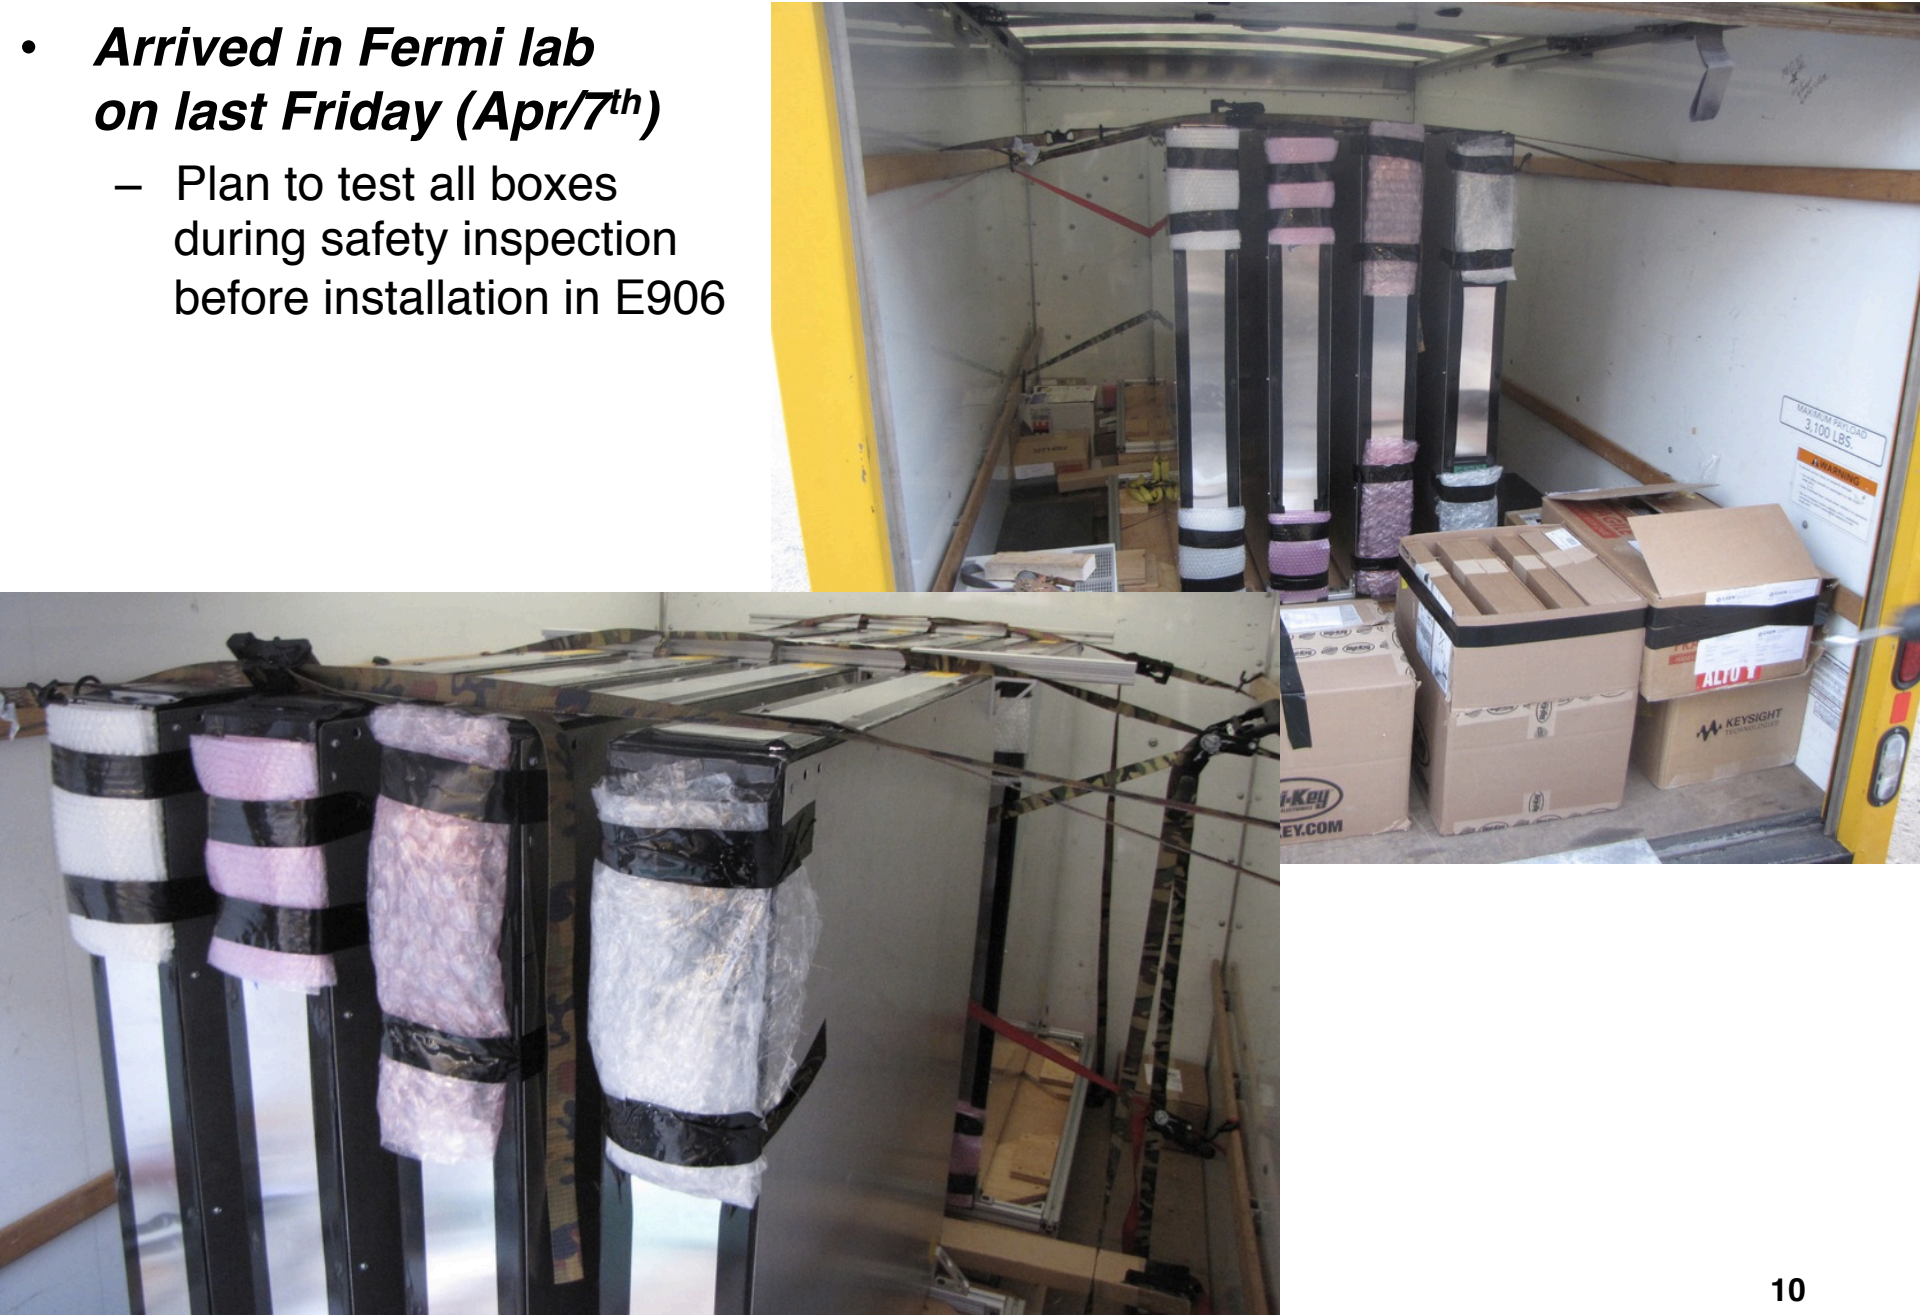 • Arrived in Fermi lab
on last Friday (Apr/7th)
– Plan to test all boxes
during safety inspection
before installation in E906
MAXIMUM PAYLOAD
3,100 LBS.
WARNING
KEYSIGHT
TECHNOLOGIES
i-Key
EY.COM
10